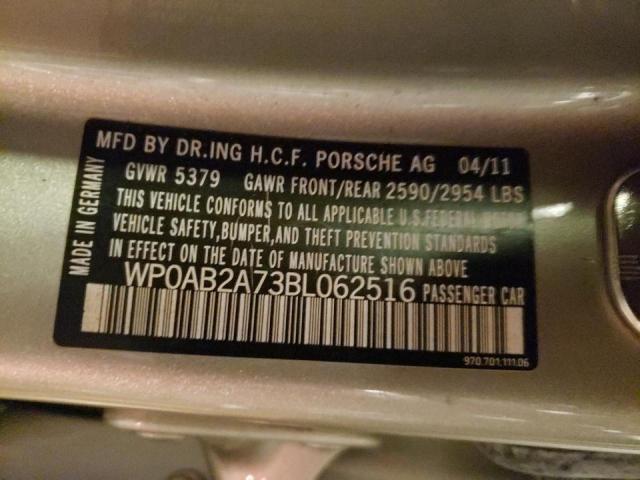 MFD BY DR.ING H.C.F. PORSCHE AG 04/11
GVWR 5379 GAWR FRONT/REAR 2590/2954 LBS
THIS VEHICLE CONFORMS TO ALL APPLICABLE U.S.FEDERAL MOTOR
VEHICLE SAFETY,BUMPER,AND THEFT PREVENTION STANDARDS
IN EFFECT ON THE DATE OF MANUFACTURE SHOWN ABOVE
WP0AB2A73BL062516 PASSENGER CAR
970.701.111.06
MADE IN GERMANY